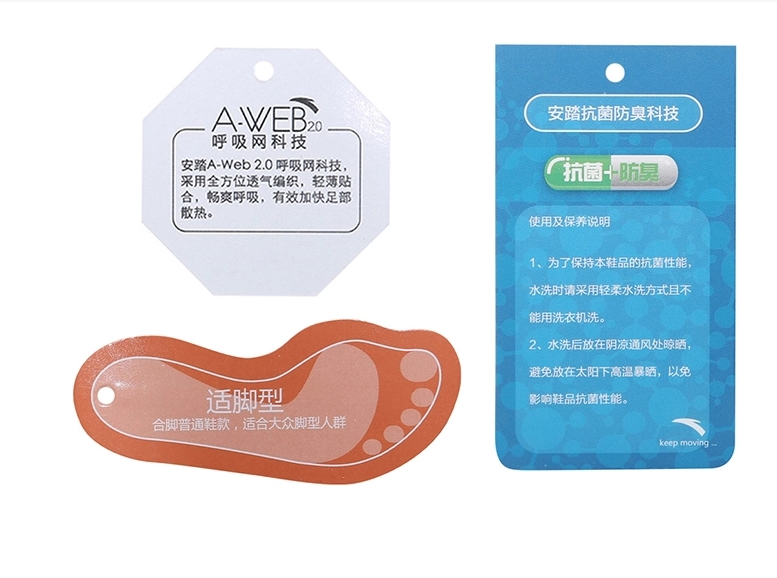 A-WEB 2.0
呼吸网科技
安踏A-Web 2.0 呼吸网科技，
采用全方位透气编织，轻薄贴
合，畅爽呼吸，有效加快足部
散热。
适脚型
合脚普通鞋款，适合大众脚型人群
安踏抗菌防臭科技
抗菌+防臭
使用及保养说明
1、为了保持本鞋品的抗菌性能，
水洗时请采用轻柔水洗方式且不
能用洗衣机洗。
2、水洗后放在阴凉通风处晾晒，
避免放在太阳下高温暴晒，以免
影响鞋品抗菌性能。
keep moving ...